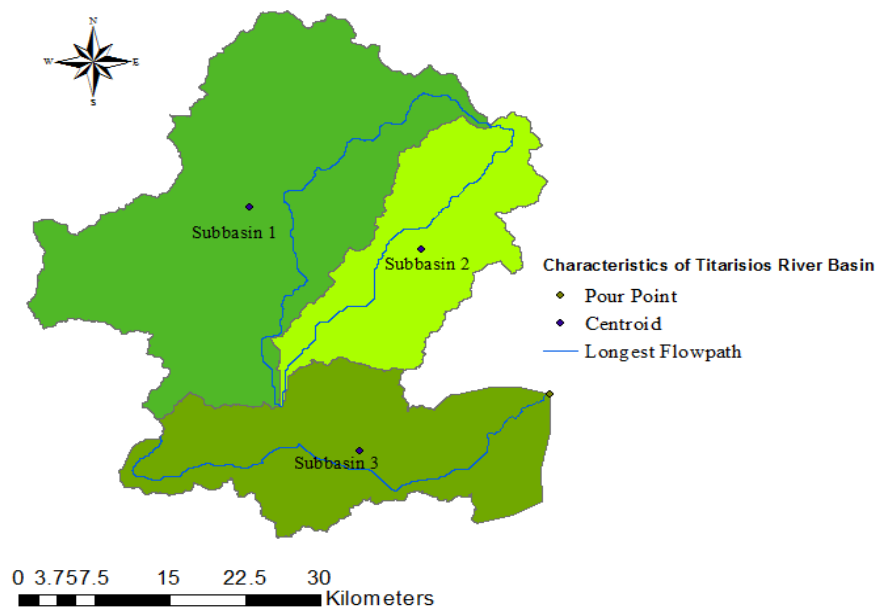 N
W E
S
Subbasin 1
Subbasin 2
Characteristics of Titarisios River Basin
Pour Point
Centroid
Longest Flowpath
Subbasin 3
0 3.757.5 15 22.5 30
Kilometers